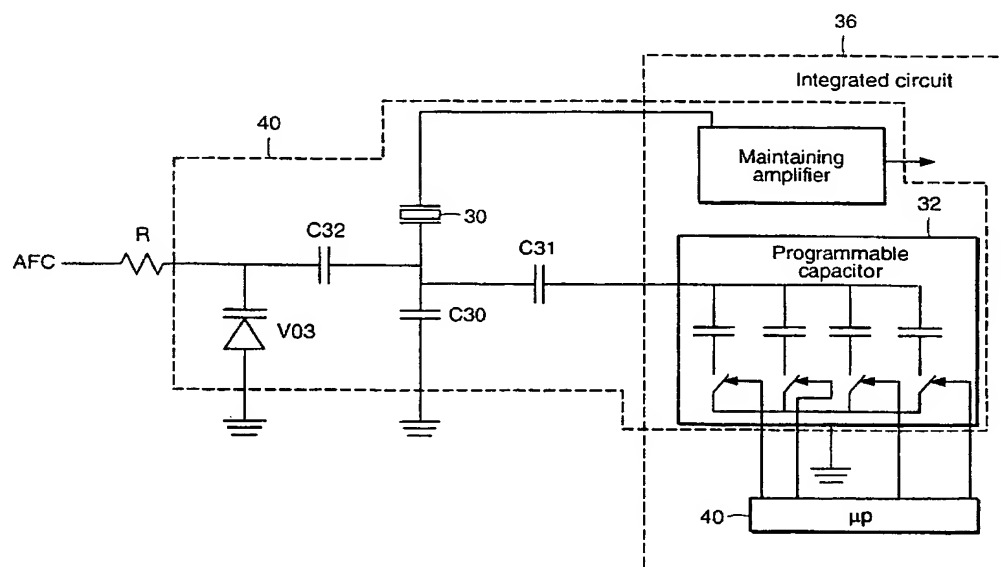 36
Integrated circuit
40
Maintaining
amplifier
30
32
R
C32
C31
Programmable
capacitor
AFC
C30
V03
40
μp